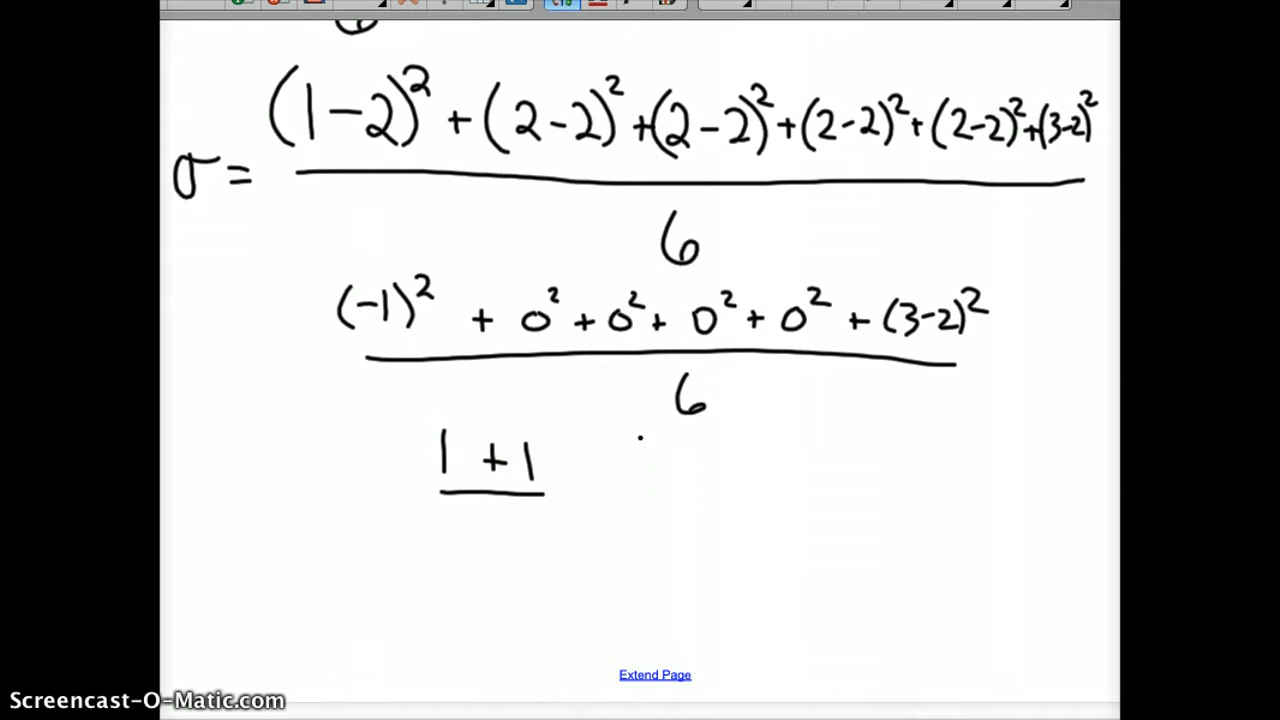 σ = (1-2)² + (2-2)² + (2-2)² + (2-2)² + (2-2)² + (3-2)²
6
(-1)² + 0² + 0² + 0² + 0² + (3-2)²
6
1 + 1
Extend Page
Screencast-O-Matic.com